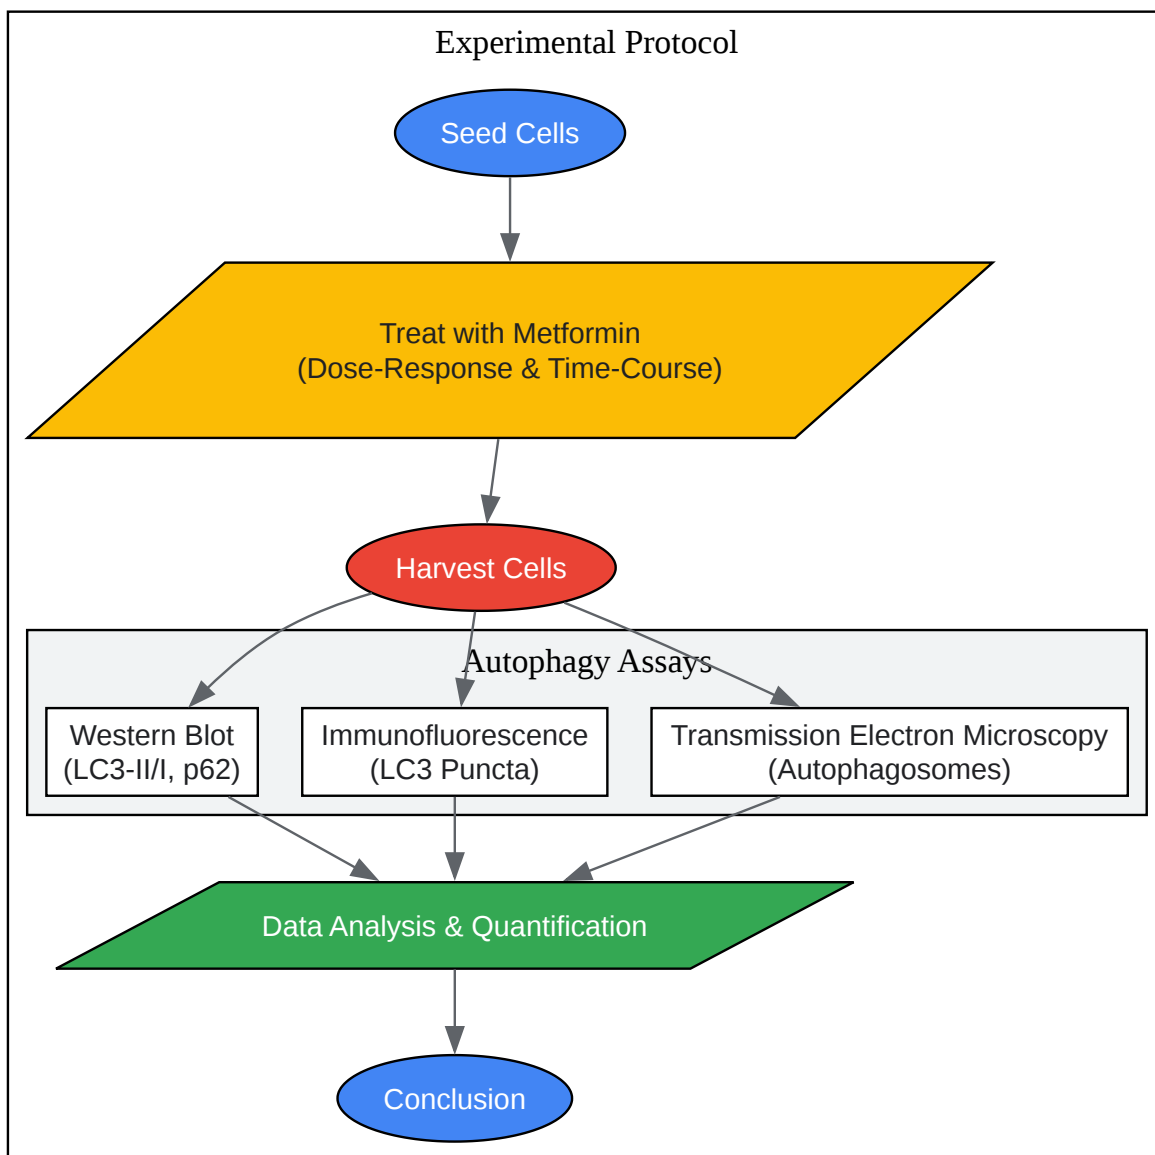 Experimental Protocol
Seed Cells
Treat with Metformin
(Dose-Response & Time-Course)
Harvest Cells
Autophagy Assays
Western Blot
(LC3-II/I, p62)
Immunofluorescence
(LC3 Puncta)
Transmission Electron Microscopy
(Autophagosomes)
Data Analysis & Quantification
Conclusion